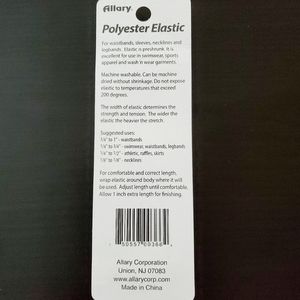 Allary®
Polyester Elastic
For waistbands, sleeves, necklines and
legbands. Elastic is preshrunk. It is
excellent for use in swimwear, sports
apparel and wash n wear garments.
Machine washable. Can be machine
dried without shrinkage. Do not expose
elastic to temperatures that exceed
200 degrees.
The width of elastic determines the
strength and tension. The wider the
elastic the heavier the stretch.
Suggested uses:
- waistbands
- swimwear, waistbands, legbands
- athletic, raffles, skirts
- necklines
For comfortable and correct length,
wrap elastic around body where it will be
used. Adjust length until comfortable.
Allow 1 inch extra length for finishing.
Allary Corporation
Union, NJ 07083
www.allarycorp.com
Made in China